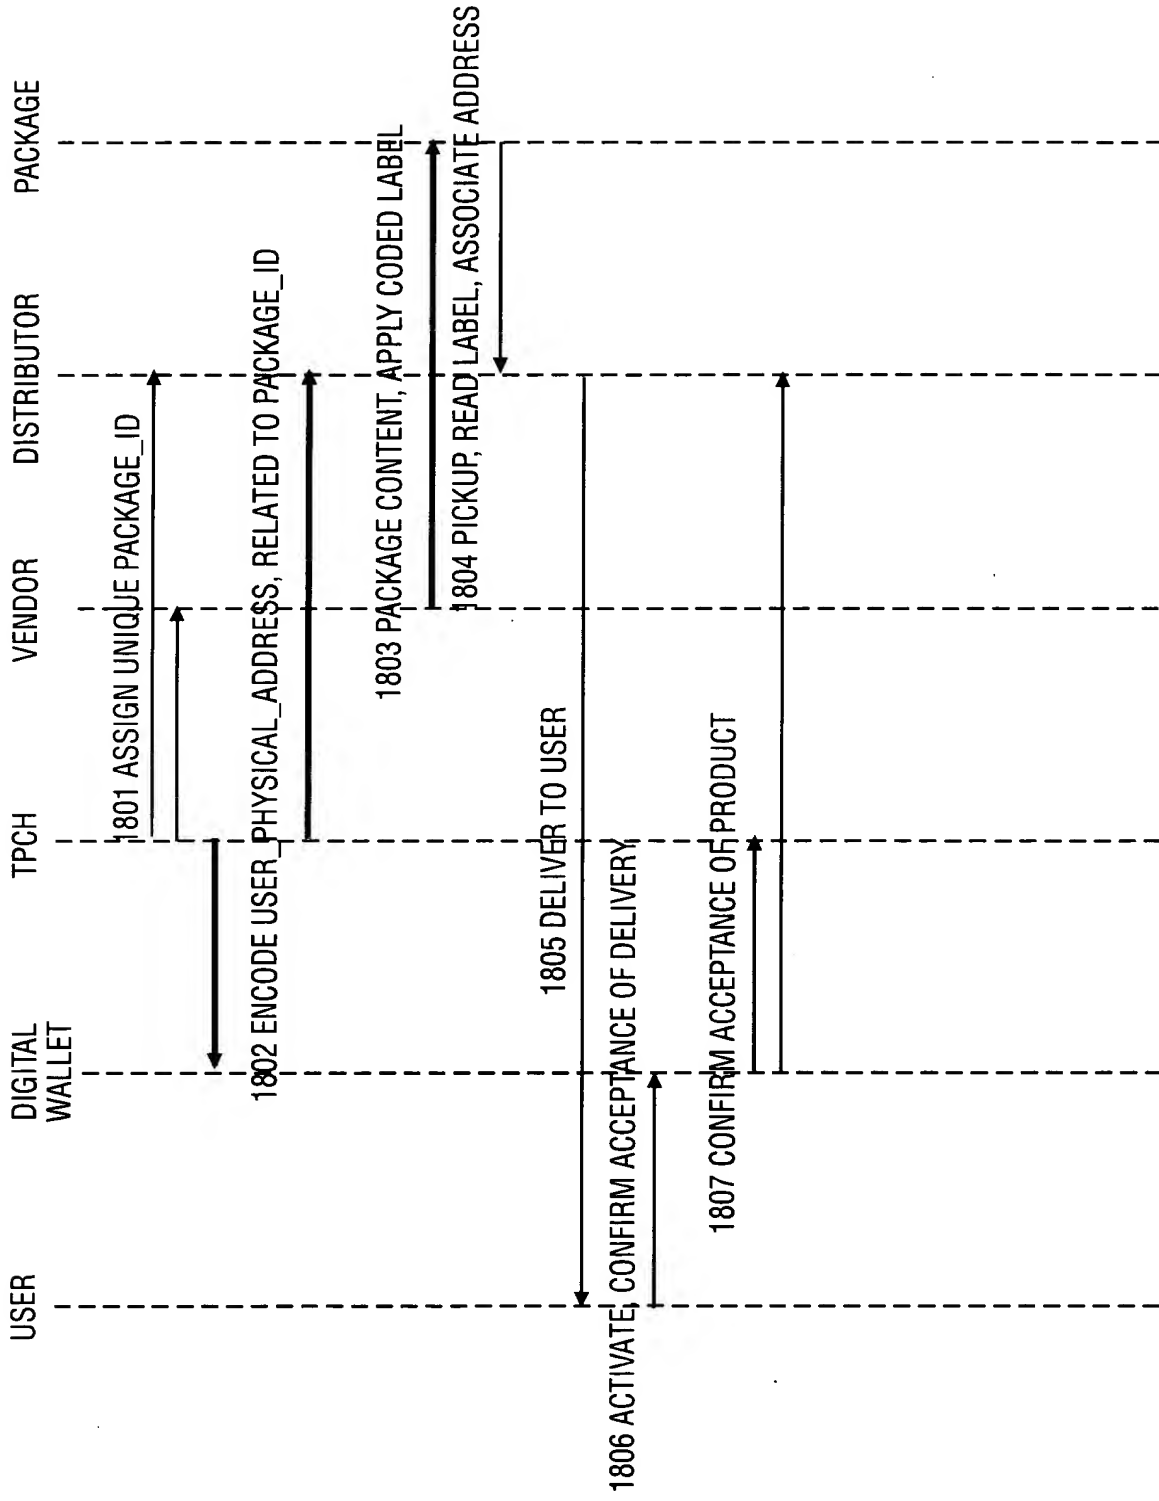 USER
DIGITAL
WALLET
TPCH
VENDOR
DISTRIBUTOR
PACKAGE
1801 ASSIGN UNIQUE PACKAGE_ID
1802 ENCODE USER_PHYSICAL_ADDRESS, RELATED TO PACKAGE_ID
1803 PACKAGE CONTENT, APPLY CODED LABEL
1804 PICKUP, READ LABEL, ASSOCIATE ADDRESS
1805 DELIVER TO USER
1806 ACTIVATE, CONFIRM ACCEPTANCE OF DELIVERY
1807 CONFIRM ACCEPTANCE OF PRODUCT